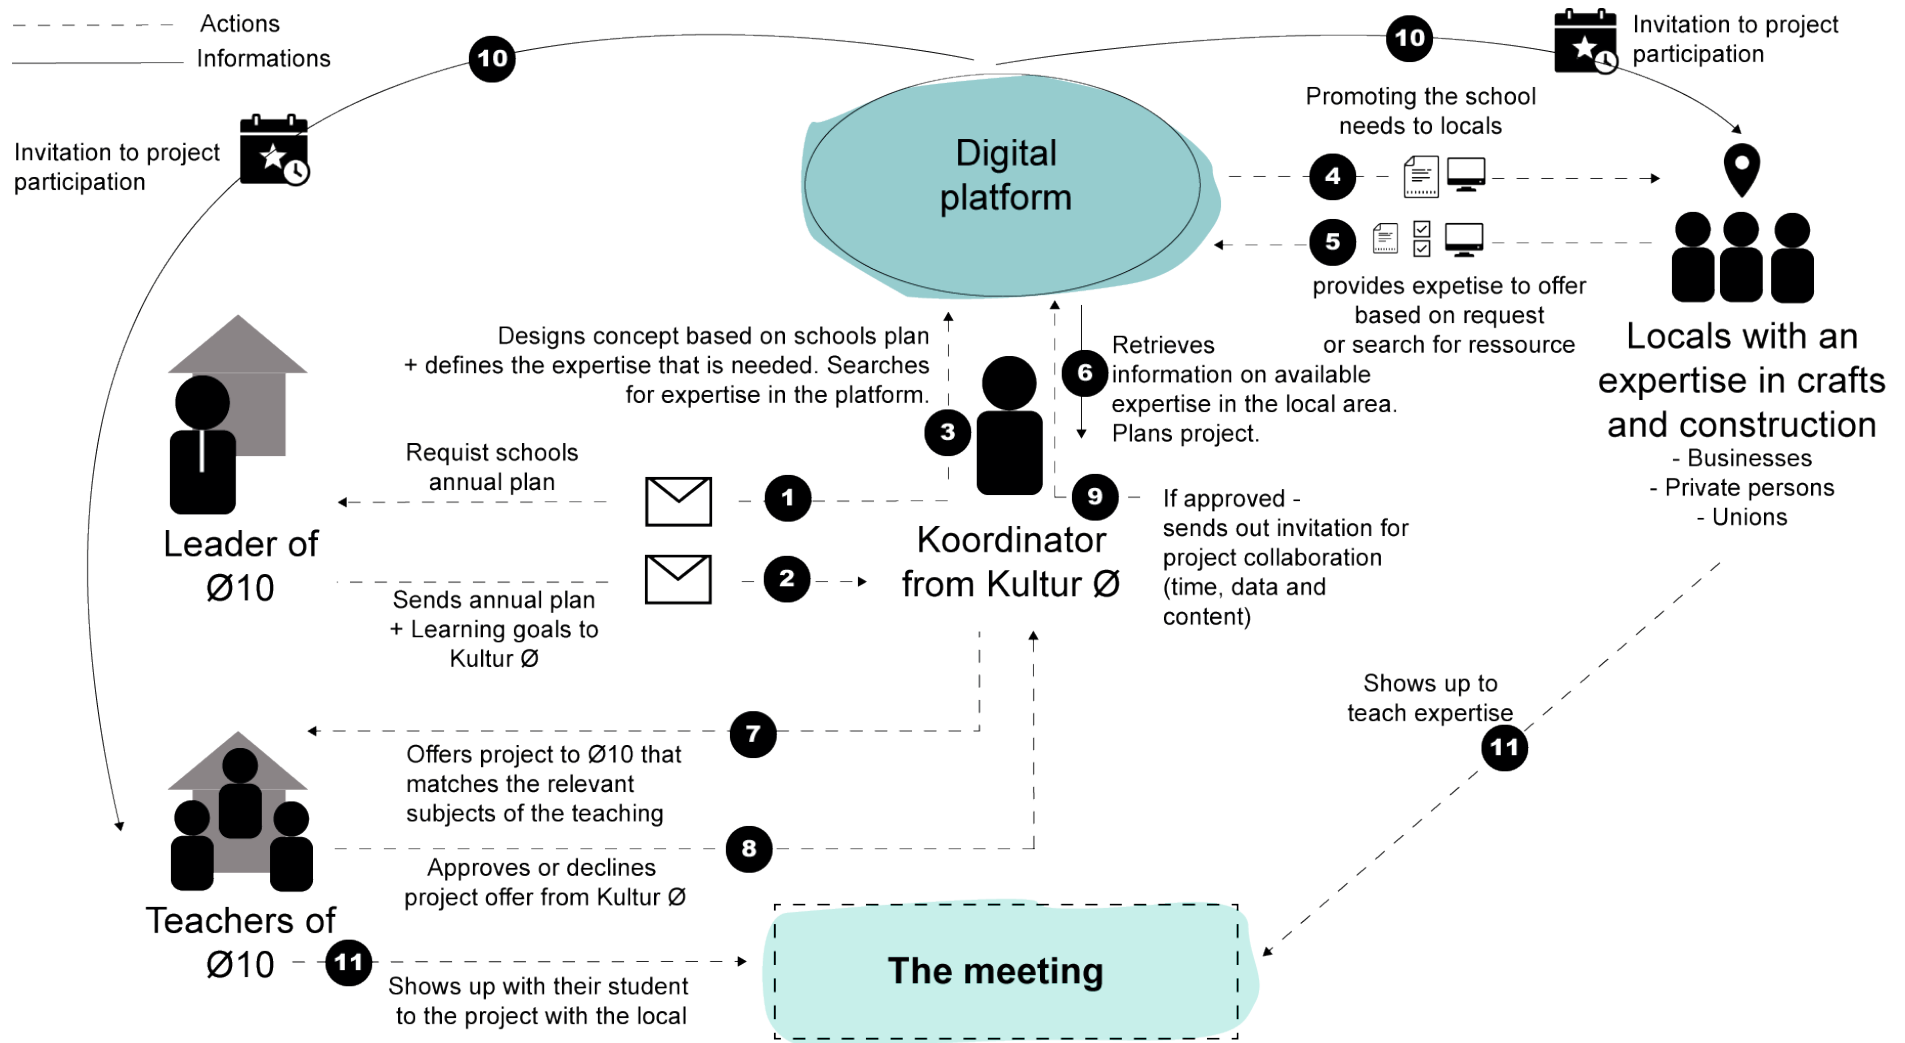 Actions
Informations
10
10
Invitation to project
participation
Invitation to project
participation
Digital
platform
Promoting the school
needs to locals
4
5
provides expetise to offer
based on request
or search for ressource
Locals with an
expertise in crafts
and construction
- Businesses
- Private persons
- Unions
Designs concept based on schools plan
+ defines the expertise that is needed. Searches
for expertise in the platform.
3
6
Retrieves
information on available
expertise in the local area.
Plans project.
Requist schools
annual plan
1
9
If approved -
sends out invitation for
project collaboration
(time, data and
content)
Leader of
Ø10
Koordinator
from Kultur Ø
2
Sends annual plan
+ Learning goals to
Kultur Ø
7
Offers project to Ø10 that
matches the relevant
subjects of the teaching
8
Approves or declines
project offer from Kultur Ø
Shows up to
teach expertise
11
Teachers of
Ø10
11
Shows up with their student
to the project with the local
The meeting